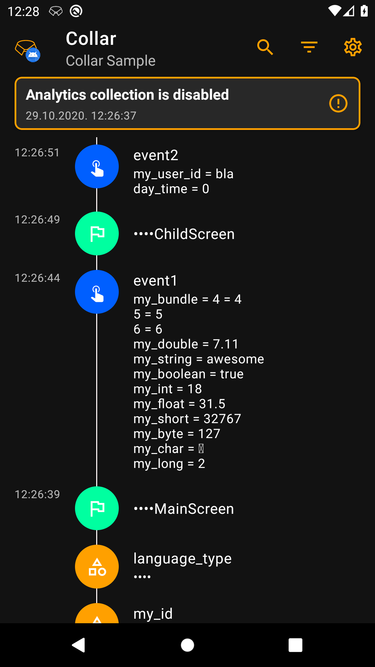 12:28
Collar
Collar Sample
Analytics collection is disabled
29.10.2020. 12:26:37
12:26:51
event2
my_user_id = bla
day_time = 0
12:26:49
••••ChildScreen
12:26:44
event1
my_bundle = 4 = 4
5 = 5
6 = 6
my_double = 7.11
my_string = awesome
my_boolean = true
my_int = 18
my_float = 31.5
my_short = 32767
my_byte = 127
my_char =
my_long = 2
12:26:39
••••MainScreen
language_type
••••
my_id